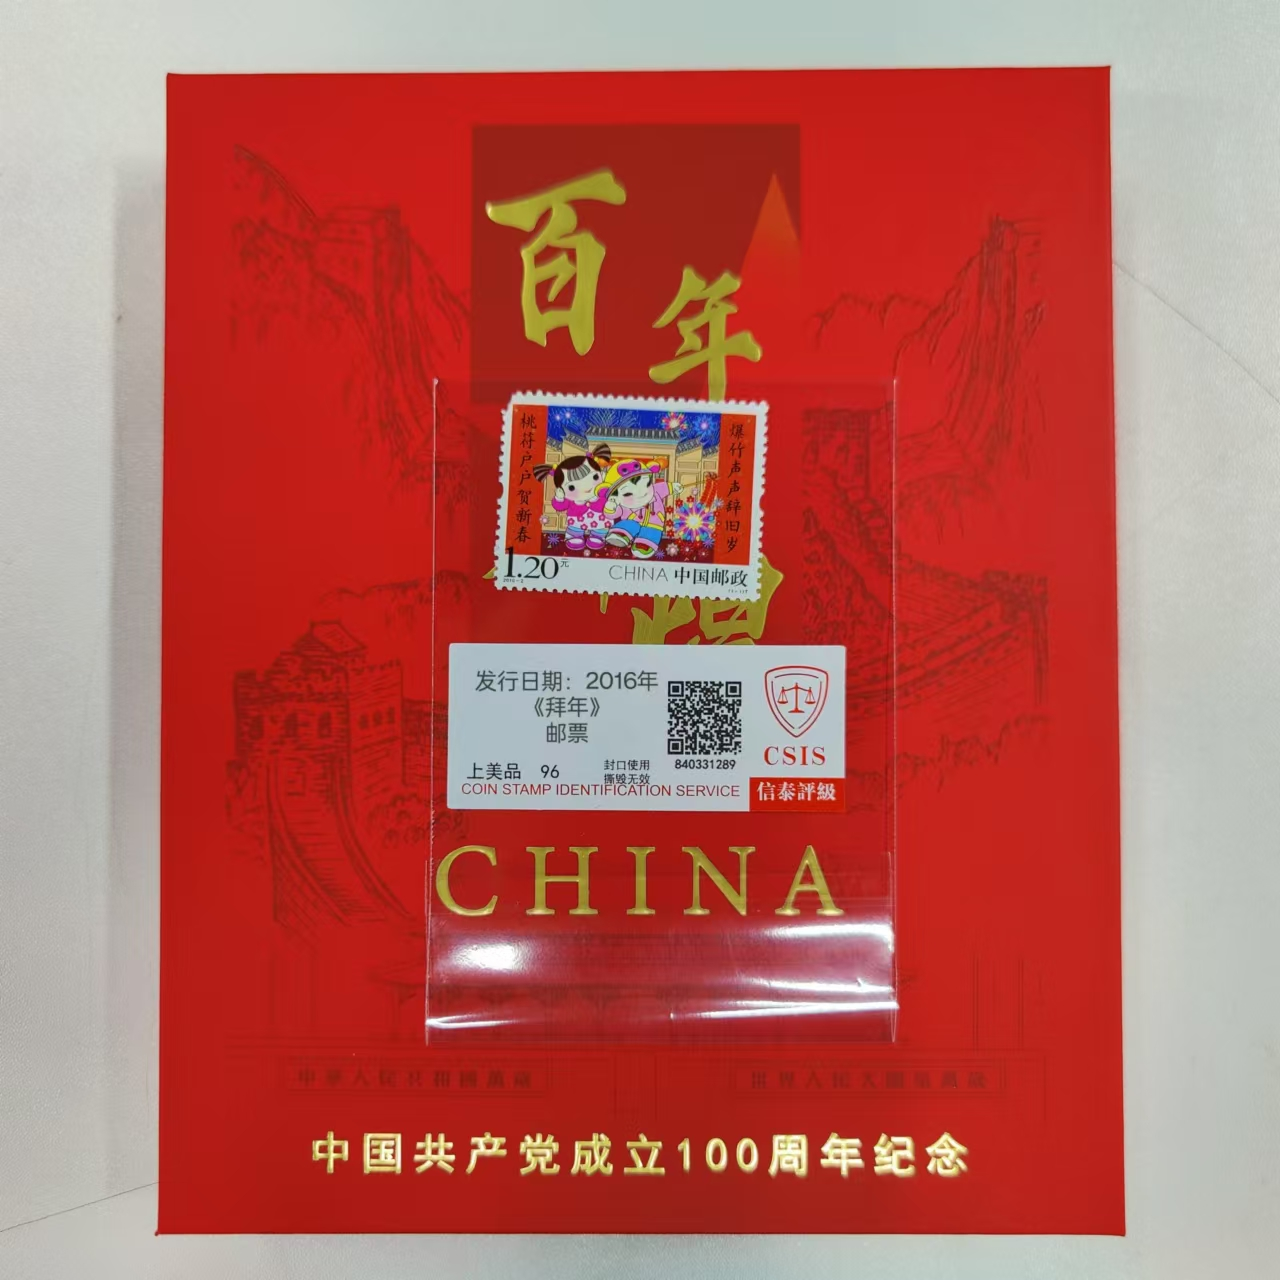 百年
桃符户户贺新春
爆竹声声辞旧岁
1.20元
CHINA 中国邮政
发行日期：2016年
《拜年》
邮票
上美品 96
封口使用
撕毁无效
840331289
COIN STAMP IDENTIFICATION SERVICE
CSIS
信泰評級
CHINA
中国共产党成立100周年纪念